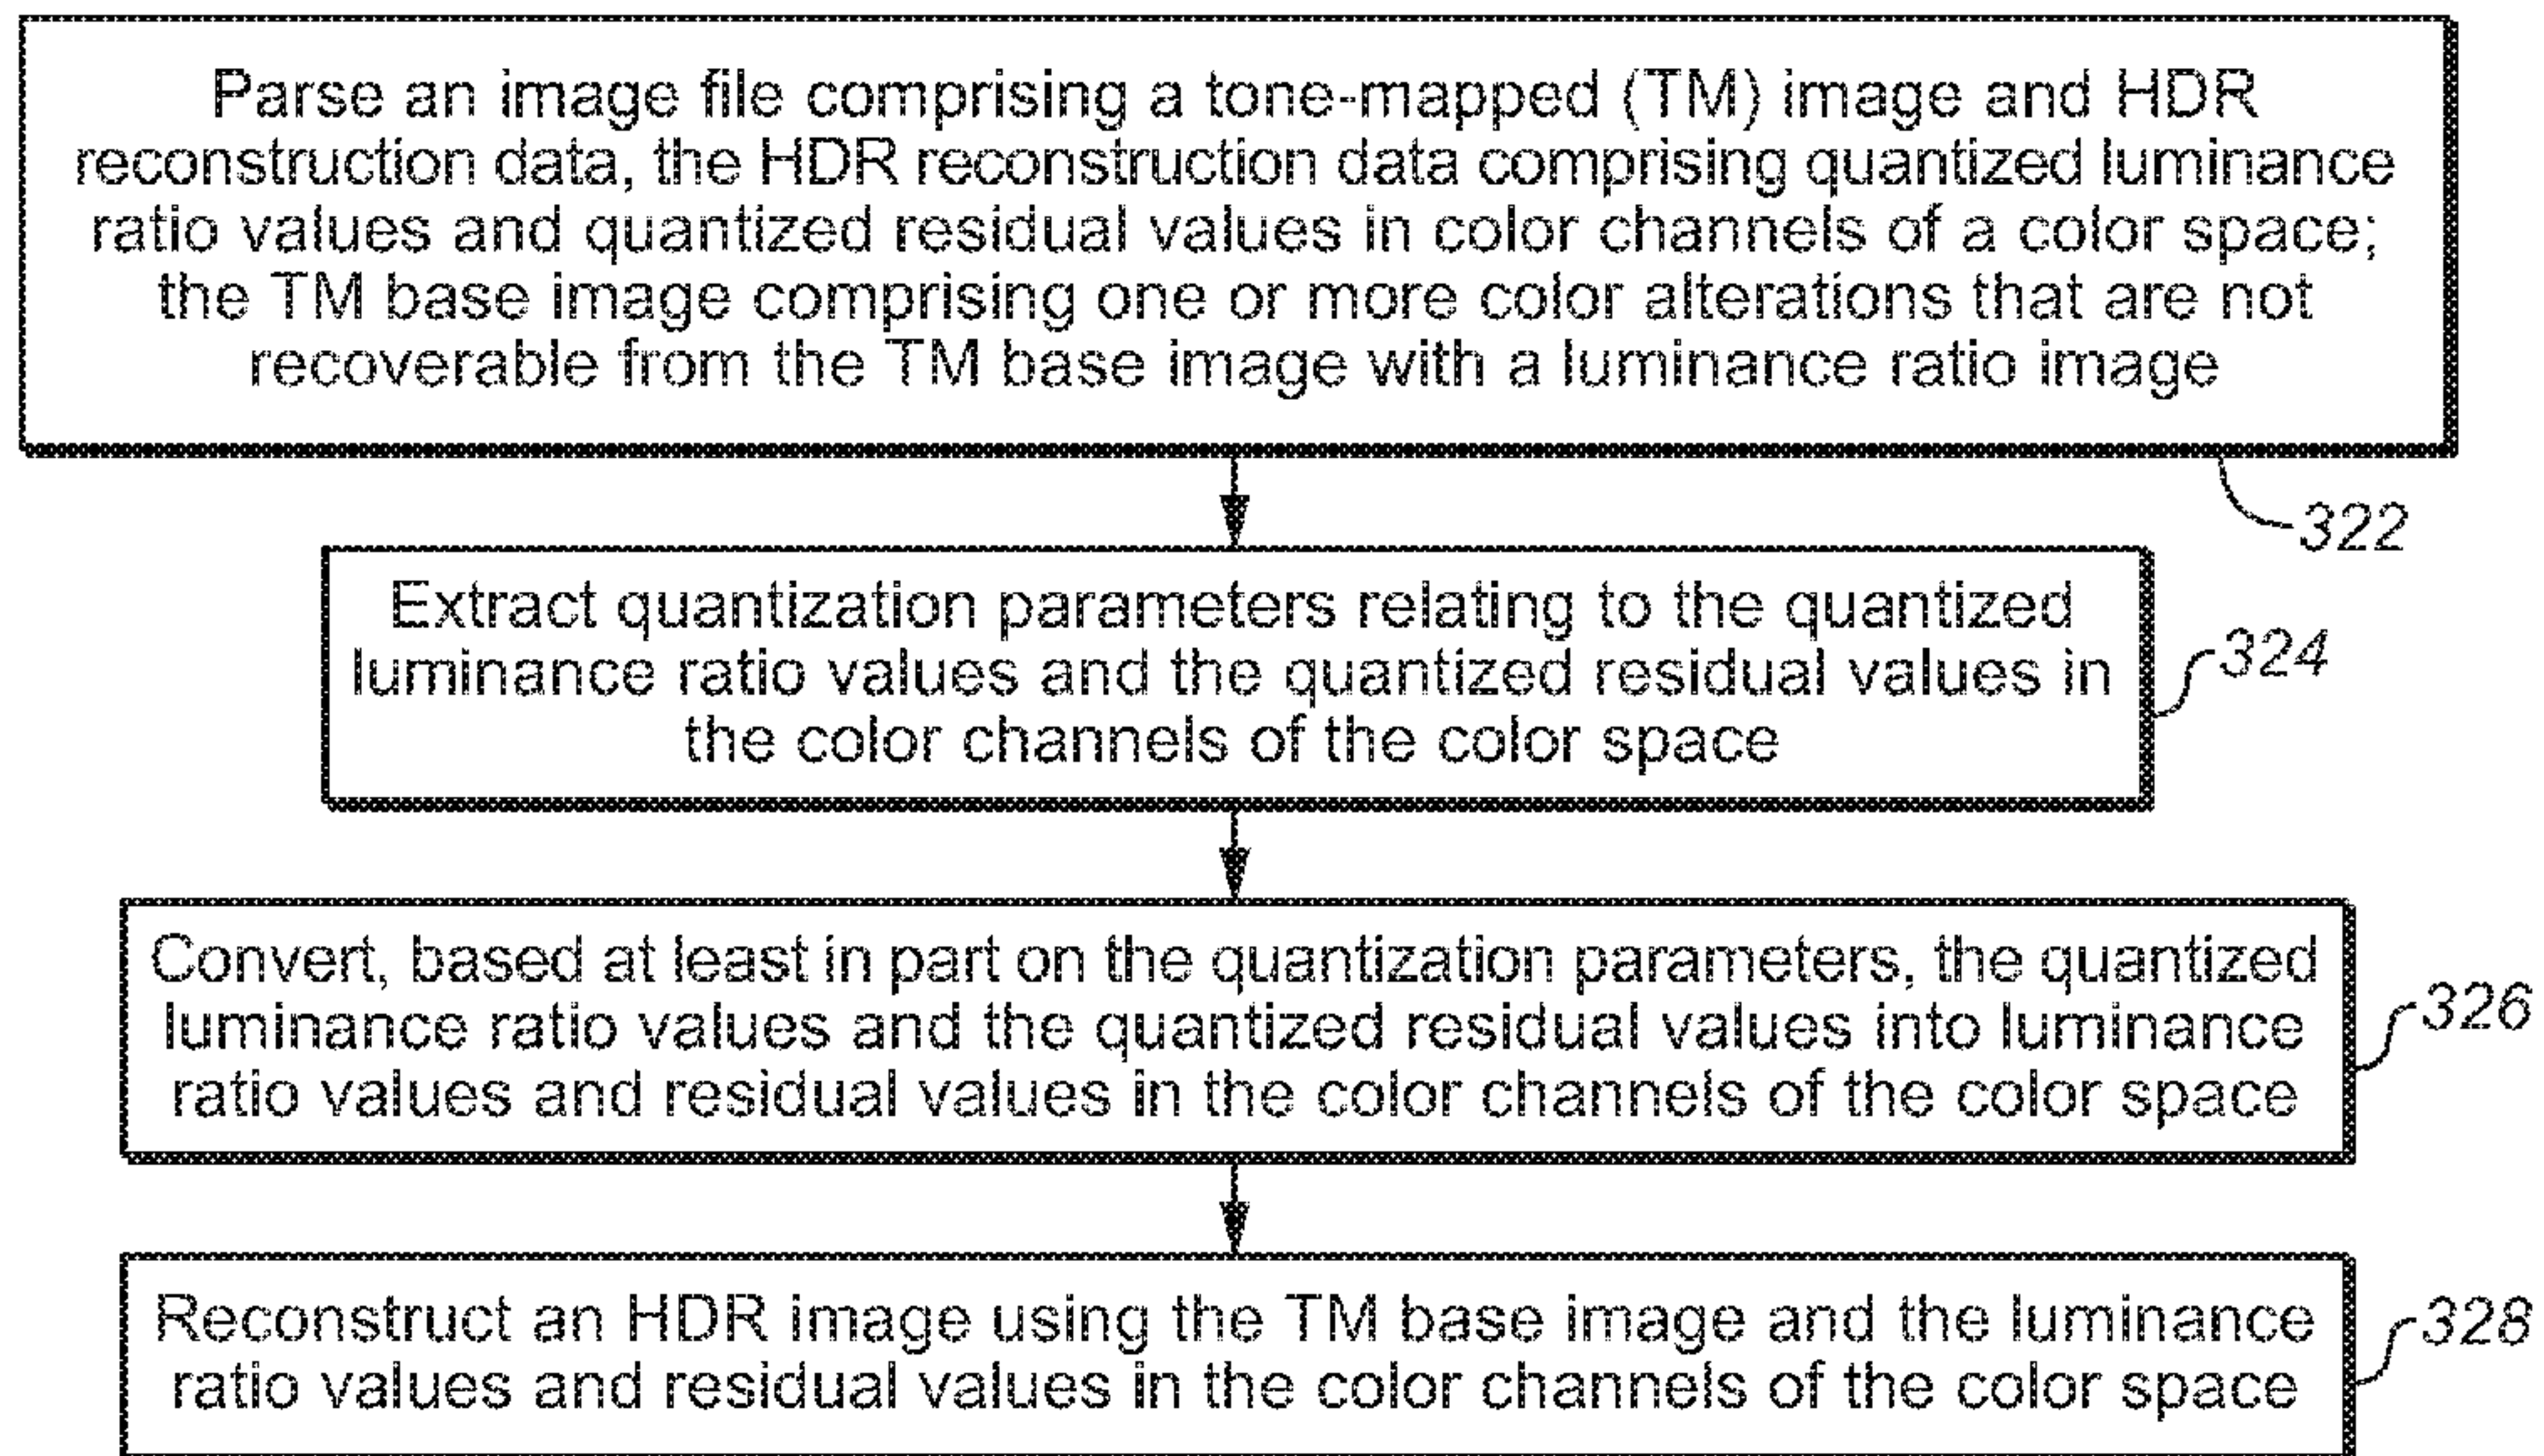 Parse an image file comprising a tone-mapped (TM) image and HDR
reconstruction data, the HDR reconstruction data comprising quantized luminance
ratio values and quantized residual values in color channels of a color space;
the TM base image comprising one or more color alterations that are not
recoverable from the TM base image with a luminance ratio image
322
Extract quantization parameters relating to the quantized
luminance ratio values and the quantized residual values in
the color channels of the color space
324
Convert, based at least in part on the quantization parameters, the quantized
luminance ratio values and the quantized residual values into luminance
ratio values and residual values in the color channels of the color space
326
Reconstruct an HDR image using the TM base image and the luminance
ratio values and residual values in the color channels of the color space
328